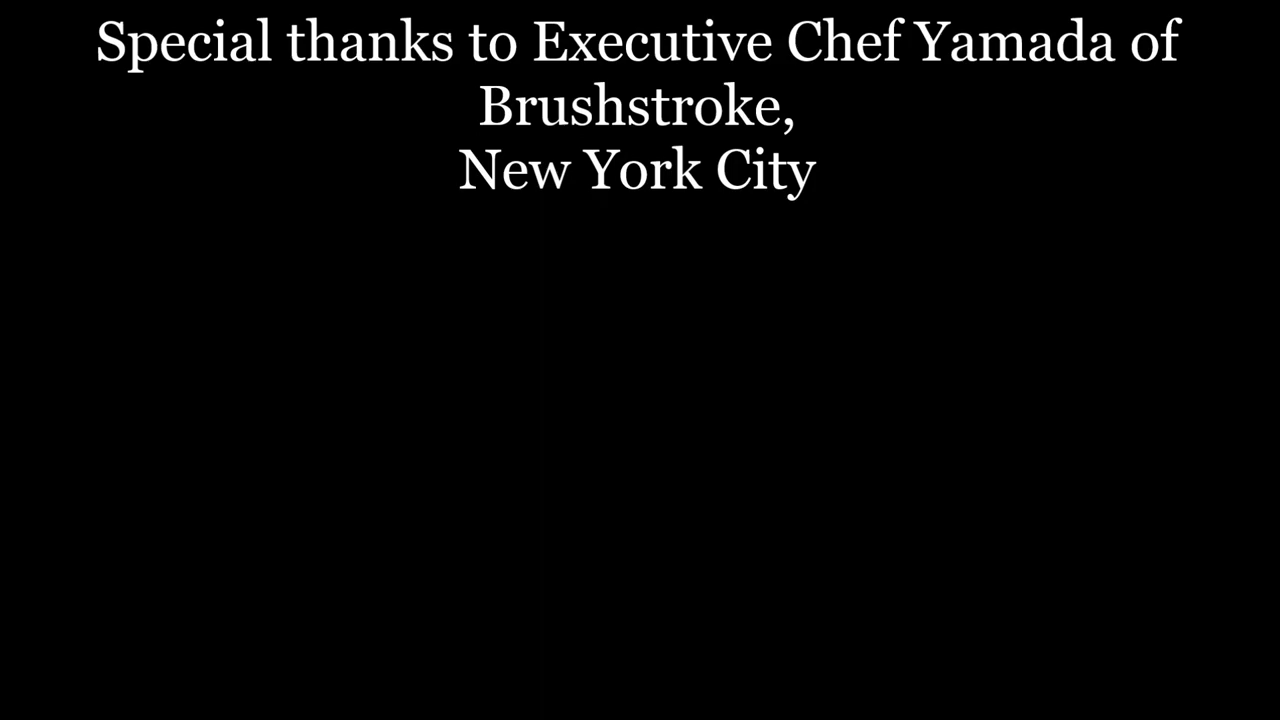 Special thanks to Executive Chef Yamada of
Brushstroke,
New York City